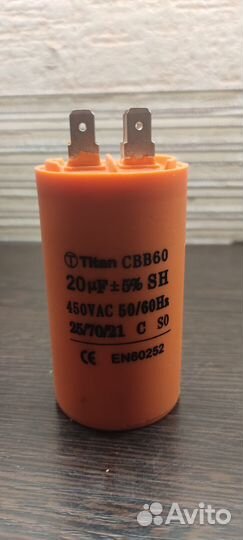 Titan CBB60
20µF±5% SH
450VAC 50/60Hz
25/70/21 C S0
CE EN60252
Avito